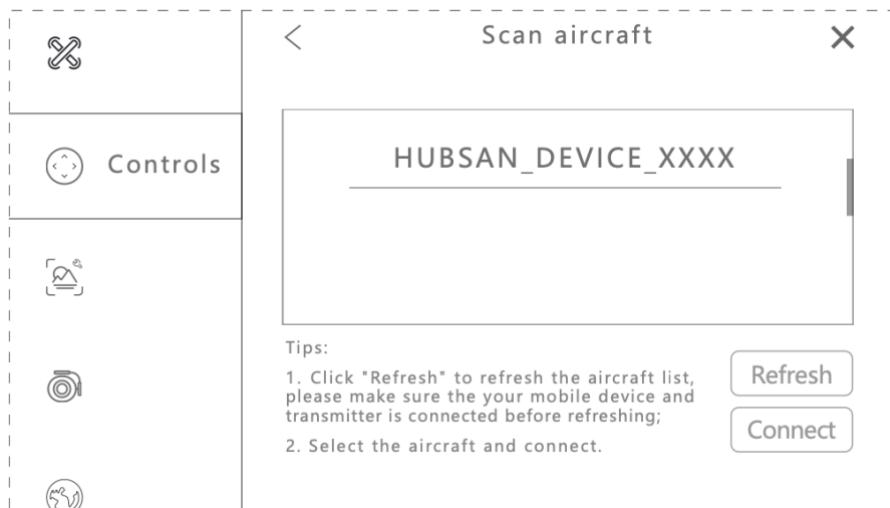 Scan aircraft
Controls
HUBSAN_DEVICE_XXXX
Tips:
1. Click "Refresh" to refresh the aircraft list,
please make sure the your mobile device and
transmitter is connected before refreshing;
2. Select the aircraft and connect.
Refresh
Connect